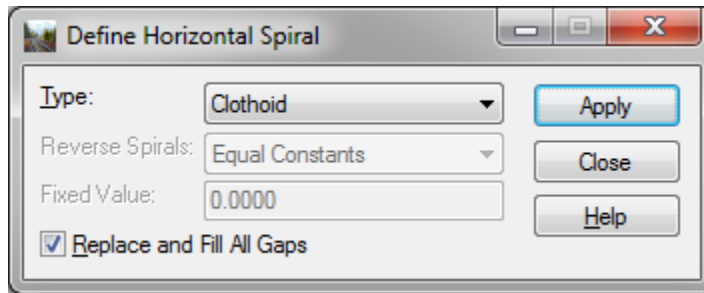 Define Horizontal Spiral
Type: Clothoid
Apply
Reverse Spirals: Equal Constants
Close
Fixed Value: 0.0000
Help
Replace and Fill All Gaps